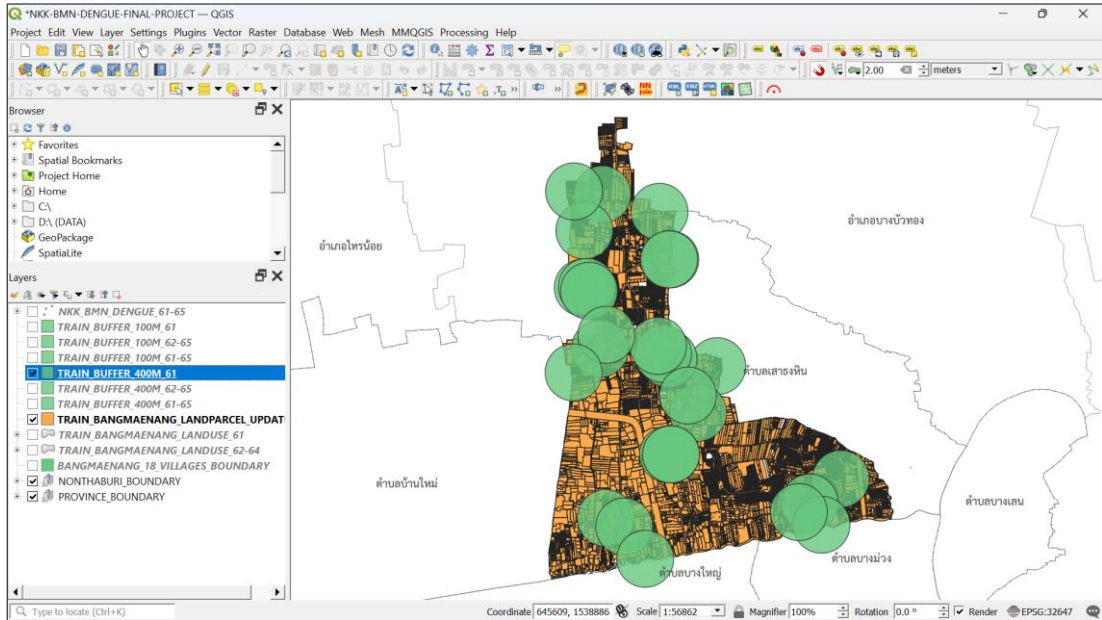 *NKK-BMN-DENGUE-FINAL-PROJECT — QGIS
Project Edit View Layer Settings Plugins Vector Raster Database Web Mesh MMQGIS Processing Help
2.00 meters
Browser
Favorites
Spatial Bookmarks
Project Home
Home
C:\
D:\ (DATA)
GeoPackage
SpatiaLite
Layers
NKK_BMN_DENGUE_61-65
TRAIN_BUFFER_100M_61
TRAIN_BUFFER_100M_62-65
TRAIN_BUFFER_100M_61-65
TRAIN_BUFFER_400M_61
TRAIN_BUFFER_400M_62-65
TRAIN_BUFFER_400M_61-65
TRAIN_BANGMAENANG_LANDPARCEL_UPDAT
TRAIN_BANGMAENANG_LANDUSE_61
TRAIN_BANGMAENANG_LANDUSE_62-64
BANGMAENANG_18_VILLAGES_BOUNDARY
NONTHABURI_BOUNDARY
PROVINCE_BOUNDARY
อำเภอบางบัวทอง
อำเภอไทรน้อย
ตำบลเสาธงหิน
ตำบลบ้านใหม่
ตำบลบางเลน
ตำบลบางม่วง
ตำบลบางใหญ่
Type to locate (Ctrl+K)
Coordinate 645609, 1538886 Scale 1:56862 Magnifier 100% Rotation 0.0 ° Render EPSG:32647